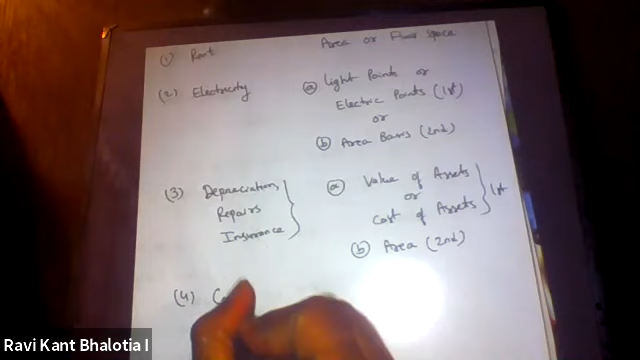 (1) Rent Area or Floor Space
(2) Electricity (a) Light Points or
Electric Points (1st)
or
(b) Area Basis (2nd)
(3) Depreciation, (a) Value of Assets
Repairs or
Insurance Cost of Assets 1st
(b) Area (2nd)
(4) C
Ravi Kant Bhalotia I